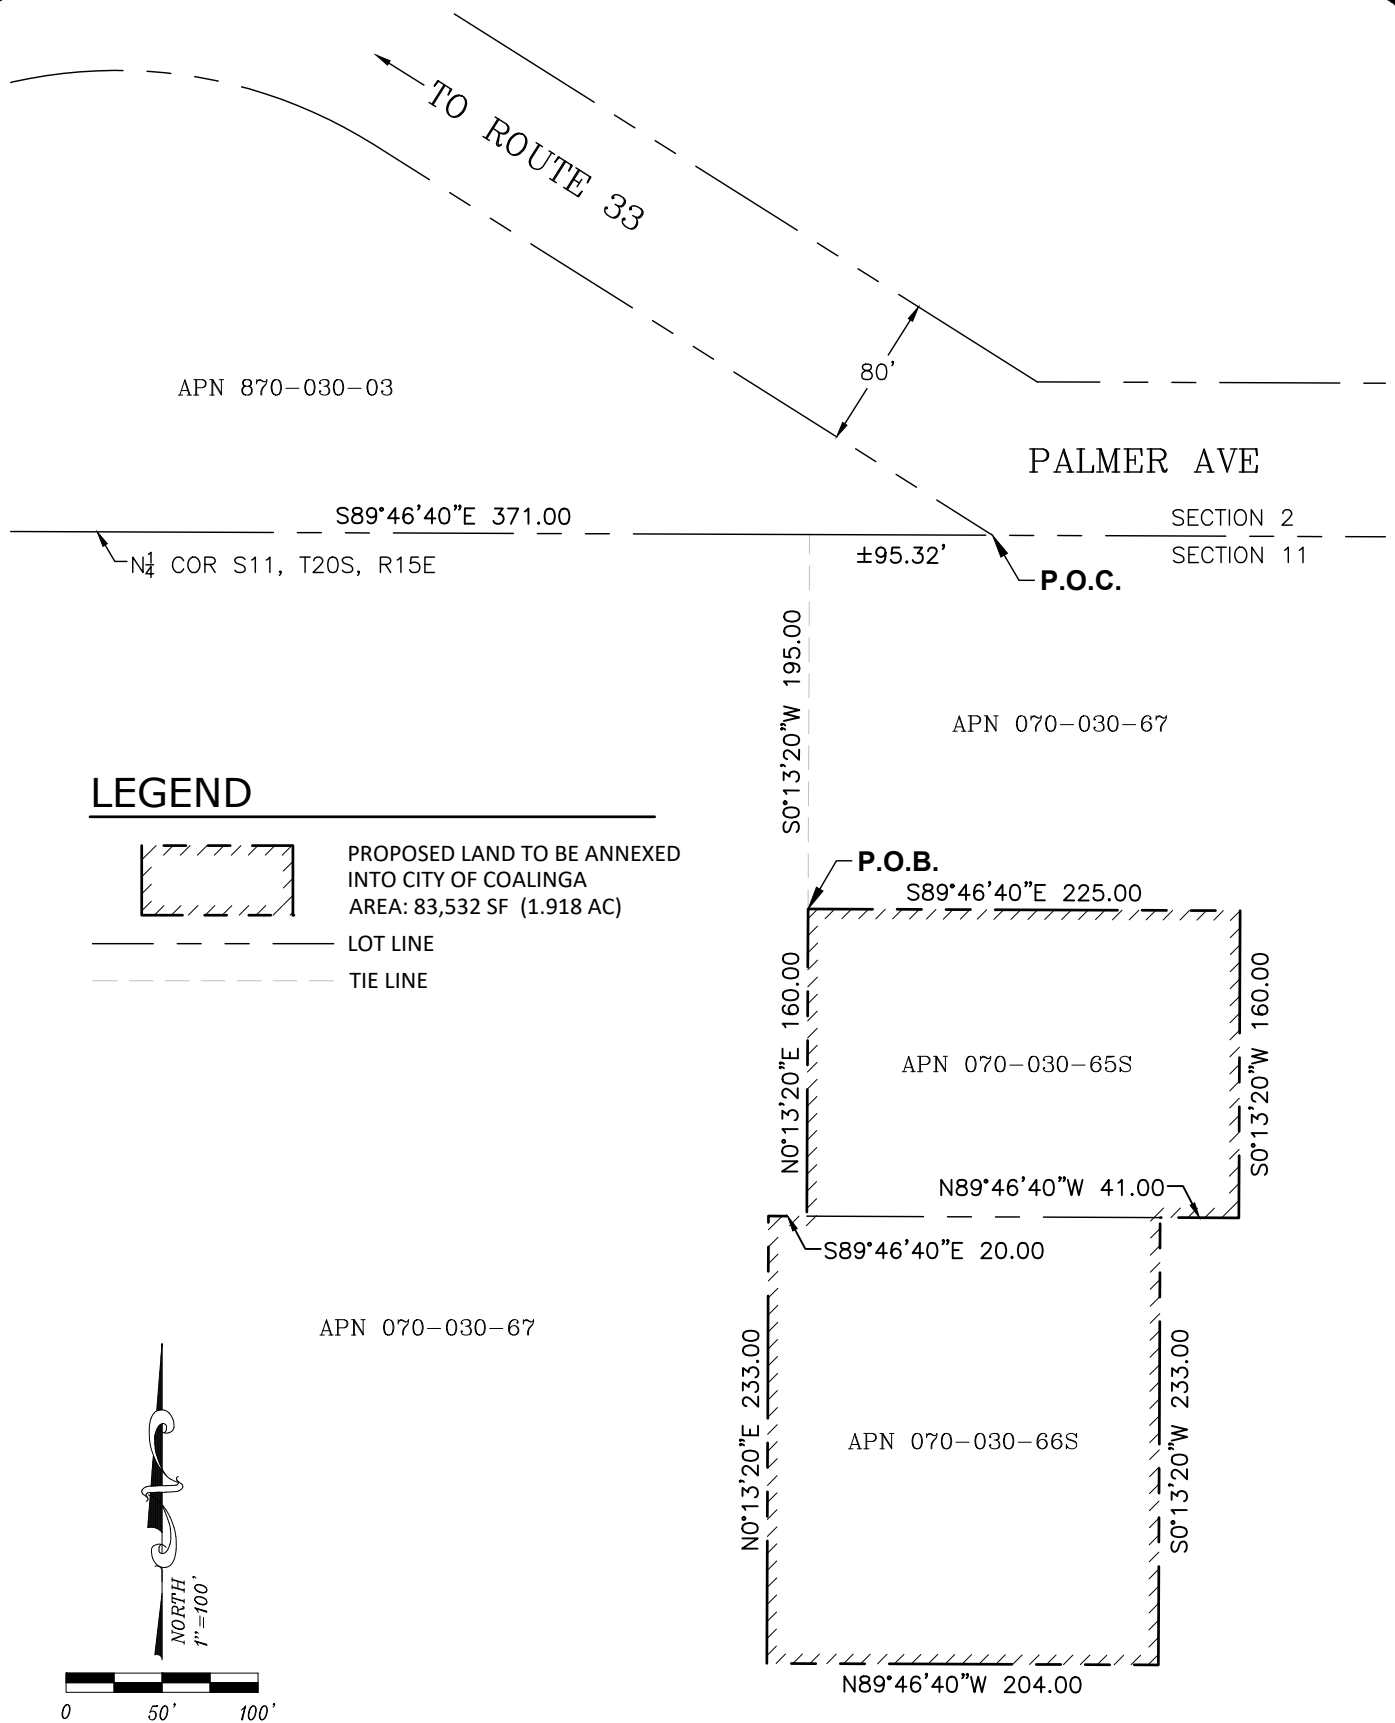 TO ROUTE 33
80'
APN 870-030-03
PALMER AVE
S89°46'40"E 371.00
SECTION 2
±95.32'
SECTION 11
N1/4 COR S11, T20S, R15E
P.O.C.
S0°13'20"W 195.00
APN 070-030-67
LEGEND
PROPOSED LAND TO BE ANNEXED
INTO CITY OF COALINGA
AREA: 83,532 SF (1.918 AC)
LOT LINE
TIE LINE
P.O.B.
S89°46'40"E 225.00
N0°13'20"E 160.00
S0°13'20"W 160.00
APN 070-030-65S
N89°46'40"W 41.00
S89°46'40"E 20.00
APN 070-030-67
N0°13'20"E 233.00
S0°13'20"W 233.00
APN 070-030-66S
N89°46'40"W 204.00
NORTH
1"=100'
0 50' 100'